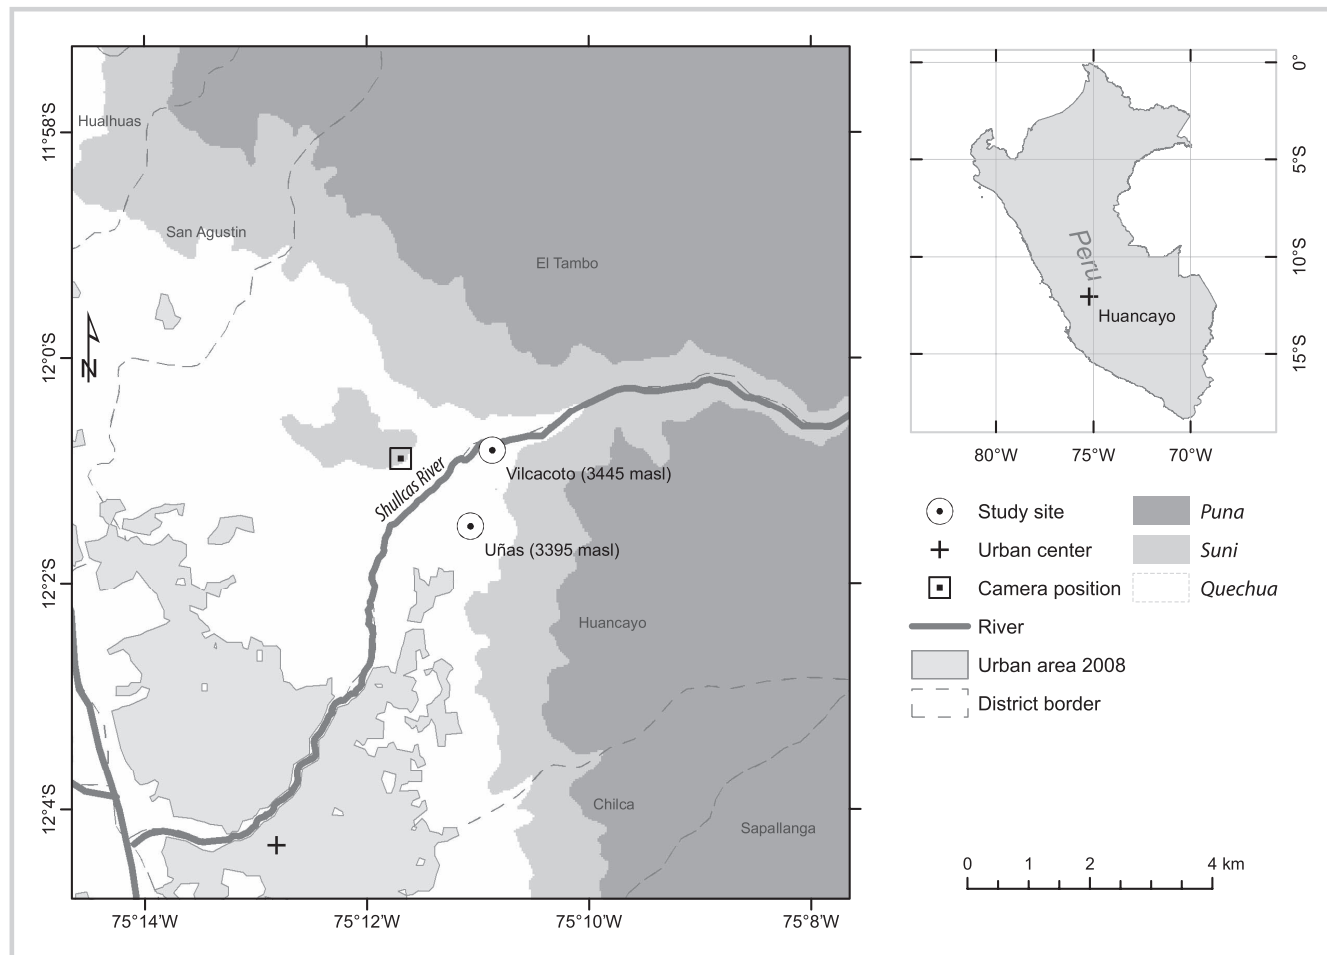 Hualhuas
San Agustin
El Tambo
Shullcas River
Vilcacoto (3445 masl)
Uñas (3395 masl)
Huancayo
Chilca
Sapallanga
N
11°58'S
12°0'S
12°2'S
12°4'S
75°14'W
75°12'W
75°10'W
75°8'W
Peru
Huancayo
0°
5°S
10°S
15°S
80°W
75°W
70°W
Study site
Urban center
Camera position
River
Urban area 2008
District border
Puna
Suni
Quechua
0 1 2 4 km